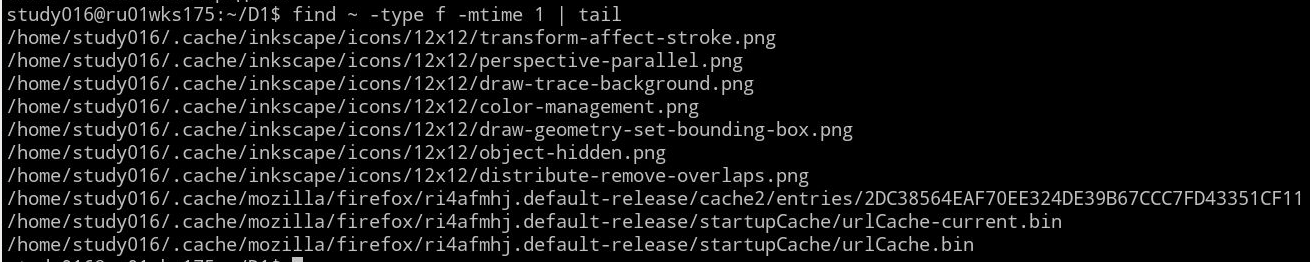 study016@ru01wks175:~/D1$ find ~ -type f -mtime 1 | tail
/home/study016/.cache/inkscape/icons/12x12/transform-affect-stroke.png
/home/study016/.cache/inkscape/icons/12x12/perspective-parallel.png
/home/study016/.cache/inkscape/icons/12x12/draw-trace-background.png
/home/study016/.cache/inkscape/icons/12x12/color-management.png
/home/study016/.cache/inkscape/icons/12x12/draw-geometry-set-bounding-box.png
/home/study016/.cache/inkscape/icons/12x12/object-hidden.png
/home/study016/.cache/inkscape/icons/12x12/distribute-remove-overlaps.png
/home/study016/.cache/mozilla/firefox/ri4afmhj.default-release/cache2/entries/2DC38564EAF70EE324DE39B67CCC7FD43351CF11
/home/study016/.cache/mozilla/firefox/ri4afmhj.default-release/startupCache/urlCache-current.bin
/home/study016/.cache/mozilla/firefox/ri4afmhj.default-release/startupCache/urlCache.bin
study016@ru01wks175:~/D1$